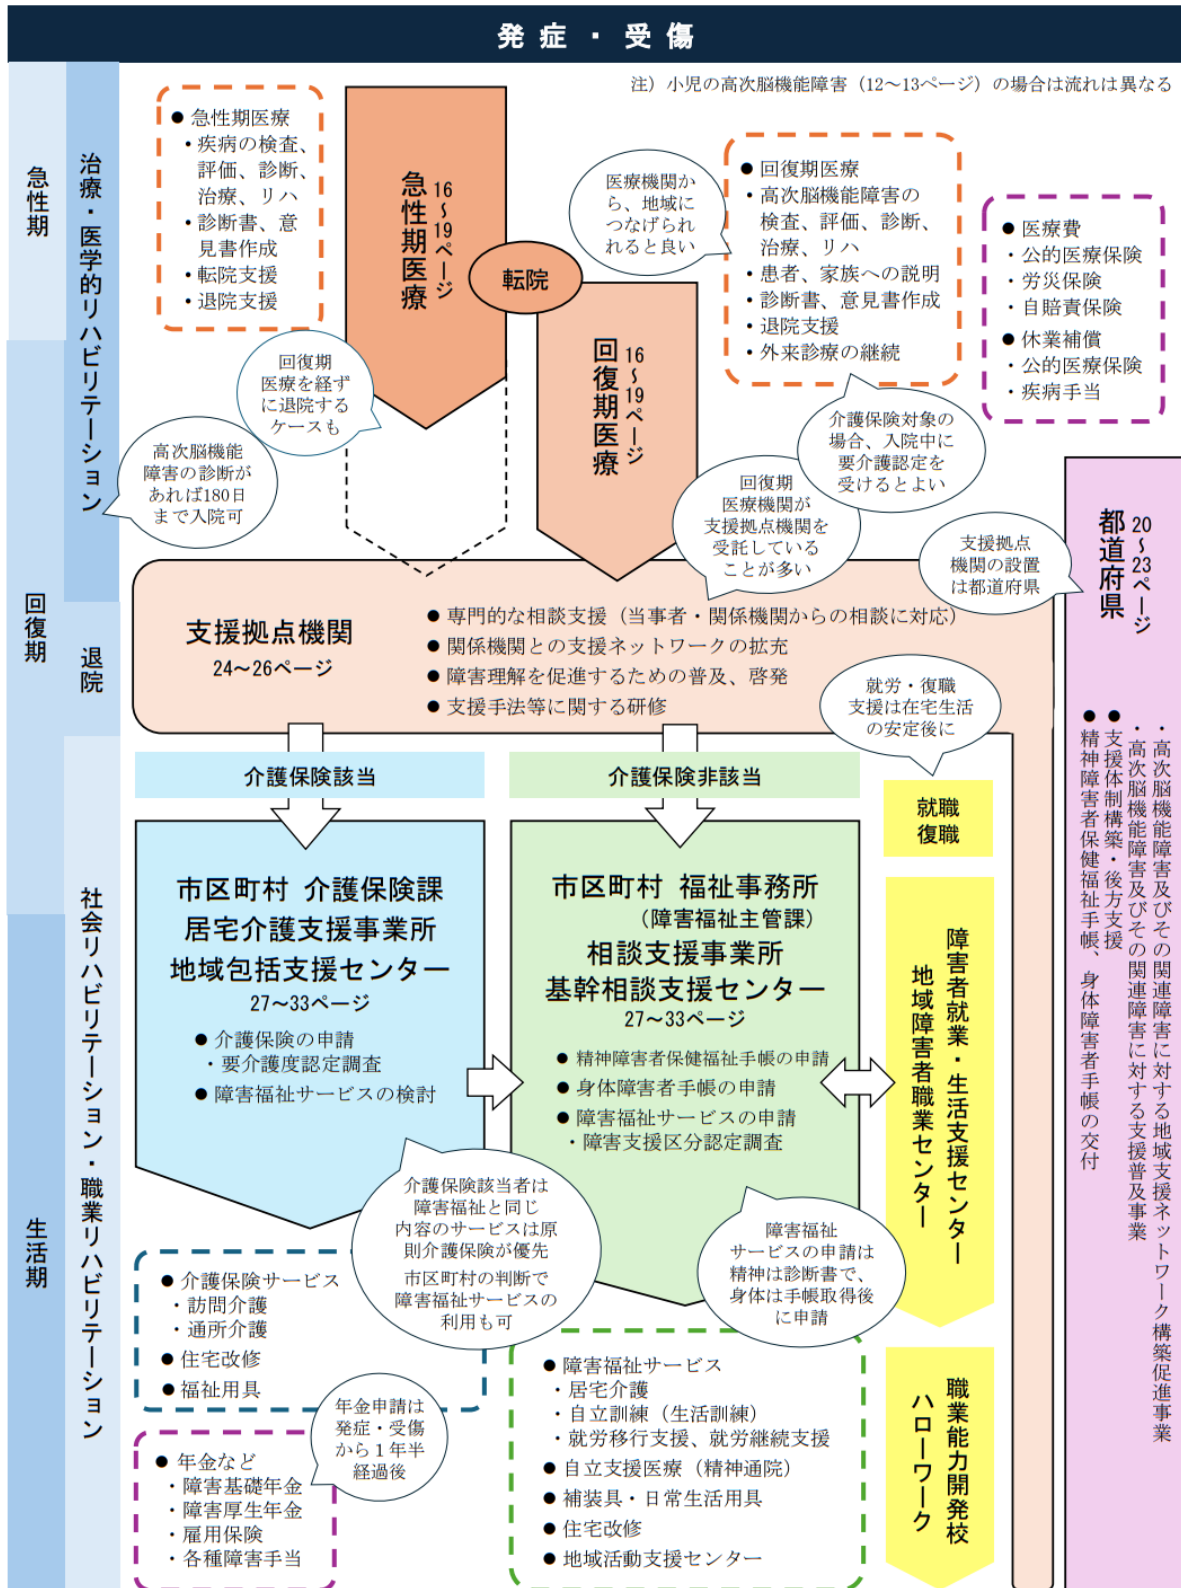 発症・受傷
注）小児の高次脳機能障害（12〜13ページ）の場合は流れは異なる
急性期
回復期
生活期
治療・医学的リハビリテーション
退院
社会リハビリテーション・職業リハビリテーション
● 急性期医療
・疾病の検査、
評価、診断、
治療、リハ
・診断書、意
見書作成
・転院支援
・退院支援
急性期医療
16〜19ページ
転院
医療機関か
ら、地域に
つなげられ
れると良い
● 回復期医療
・高次脳機能障害の
検査、評価、診断、
治療、リハ
・患者、家族への説明
・診断書、意見書作成
・退院支援
・外来診療の継続
● 医療費
・公的医療保険
・労災保険
・自賠責保険
● 休業補償
・公的医療保険
・疾病手当
回復期
医療を経ず
に退院する
ケースも
高次脳機能
障害の診断が
あれば180日
まで入院可
回復期医療
16〜19ページ
介護保険対象の
場合、入院中に
要介護認定を
受けるとよい
回復期
医療機関が
支援拠点機関を
受託している
ことが多い
支援拠点
機関の設置
は都道府県
都道府県
20〜23ページ
・高次脳機能障害及びその関連障害に対する地域支援ネットワーク構築促進事業
・高次脳機能障害及びその関連障害に対する支援普及事業
● 支援体制構築・後方支援
● 精神障害者保健福祉手帳、身体障害者手帳の交付
支援拠点機関
24〜26ページ
● 専門的な相談支援（当事者・関係機関からの相談に対応）
● 関係機関との支援ネットワークの拡充
● 障害理解を促進するための普及、啓発
● 支援手法等に関する研修
就労・復職
支援は在宅生活
の安定後に
介護保険該当
介護保険非該当
就職
復職
市区町村 介護保険課
居宅介護支援事業所
地域包括支援センター
27〜33ページ
● 介護保険の申請
・要介護度認定調査
● 障害福祉サービスの検討
市区町村 福祉事務所
（障害福祉主管課）
相談支援事業所
基幹相談支援センター
27〜33ページ
● 精神障害者保健福祉手帳の申請
● 身体障害者手帳の申請
● 障害福祉サービスの申請
・障害支援区分認定調査
障害者就業・生活支援センター
地域障害者職業センター
介護保険該当者は
障害福祉と同じ
内容のサービスは原
則介護保険が優先
市区町村の判断で
障害福祉サービスの
利用も可
障害福祉
サービスの申請は
精神は診断書で、
身体は手帳取得後
に申請
● 介護保険サービス
・訪問介護
・通所介護
● 住宅改修
● 福祉用具
年金申請は
発症・受傷
から１年半
経過後
● 年金など
・障害基礎年金
・障害厚生年金
・雇用保険
・各種障害手当
● 障害福祉サービス
・居宅介護
・自立訓練（生活訓練）
・就労移行支援、就労継続支援
● 自立支援医療（精神通院）
● 補装具・日常生活用具
● 住宅改修
● 地域活動支援センター
職業能力開発校
ハローワーク